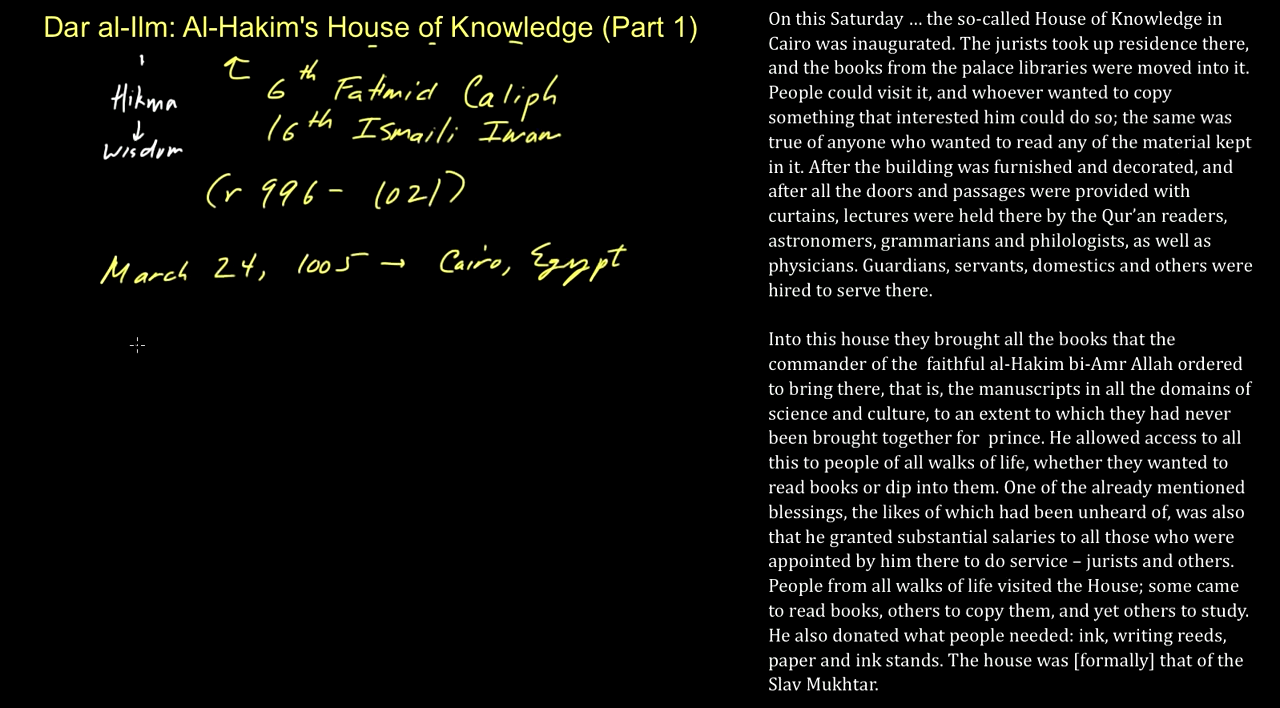 Dar al-Ilm: Al-Hakim's House of Knowledge (Part 1)
Hikma
Wisdom
6th Fatimid Caliph
16th Ismaili Imam
(r 996 - 1021)
March 24, 1005 → Cairo, Egypt
On this Saturday … the so-called House of Knowledge in
Cairo was inaugurated. The jurists took up residence there,
and the books from the palace libraries were moved into it.
People could visit it, and whoever wanted to copy
something that interested him could do so; the same was
true of anyone who wanted to read any of the material kept
in it. After the building was furnished and decorated, and
after all the doors and passages were provided with
curtains, lectures were held there by the Qur’an readers,
astronomers, grammarians and philologists, as well as
physicians. Guardians, servants, domestics and others were
hired to serve there.
Into this house they brought all the books that the
commander of the faithful al-Hakim bi-Amr Allah ordered
to bring there, that is, the manuscripts in all the domains of
science and culture, to an extent to which they had never
been brought together for prince. He allowed access to all
this to people of all walks of life, whether they wanted to
read books or dip into them. One of the already mentioned
blessings, the likes of which had been unheard of, was also
that he granted substantial salaries to all those who were
appointed by him there to do service – jurists and others.
People from all walks of life visited the House; some came
to read books, others to copy them, and yet others to study.
He also donated what people needed: ink, writing reeds,
paper and ink stands. The house was [formally] that of the
Slav Mukhtar.